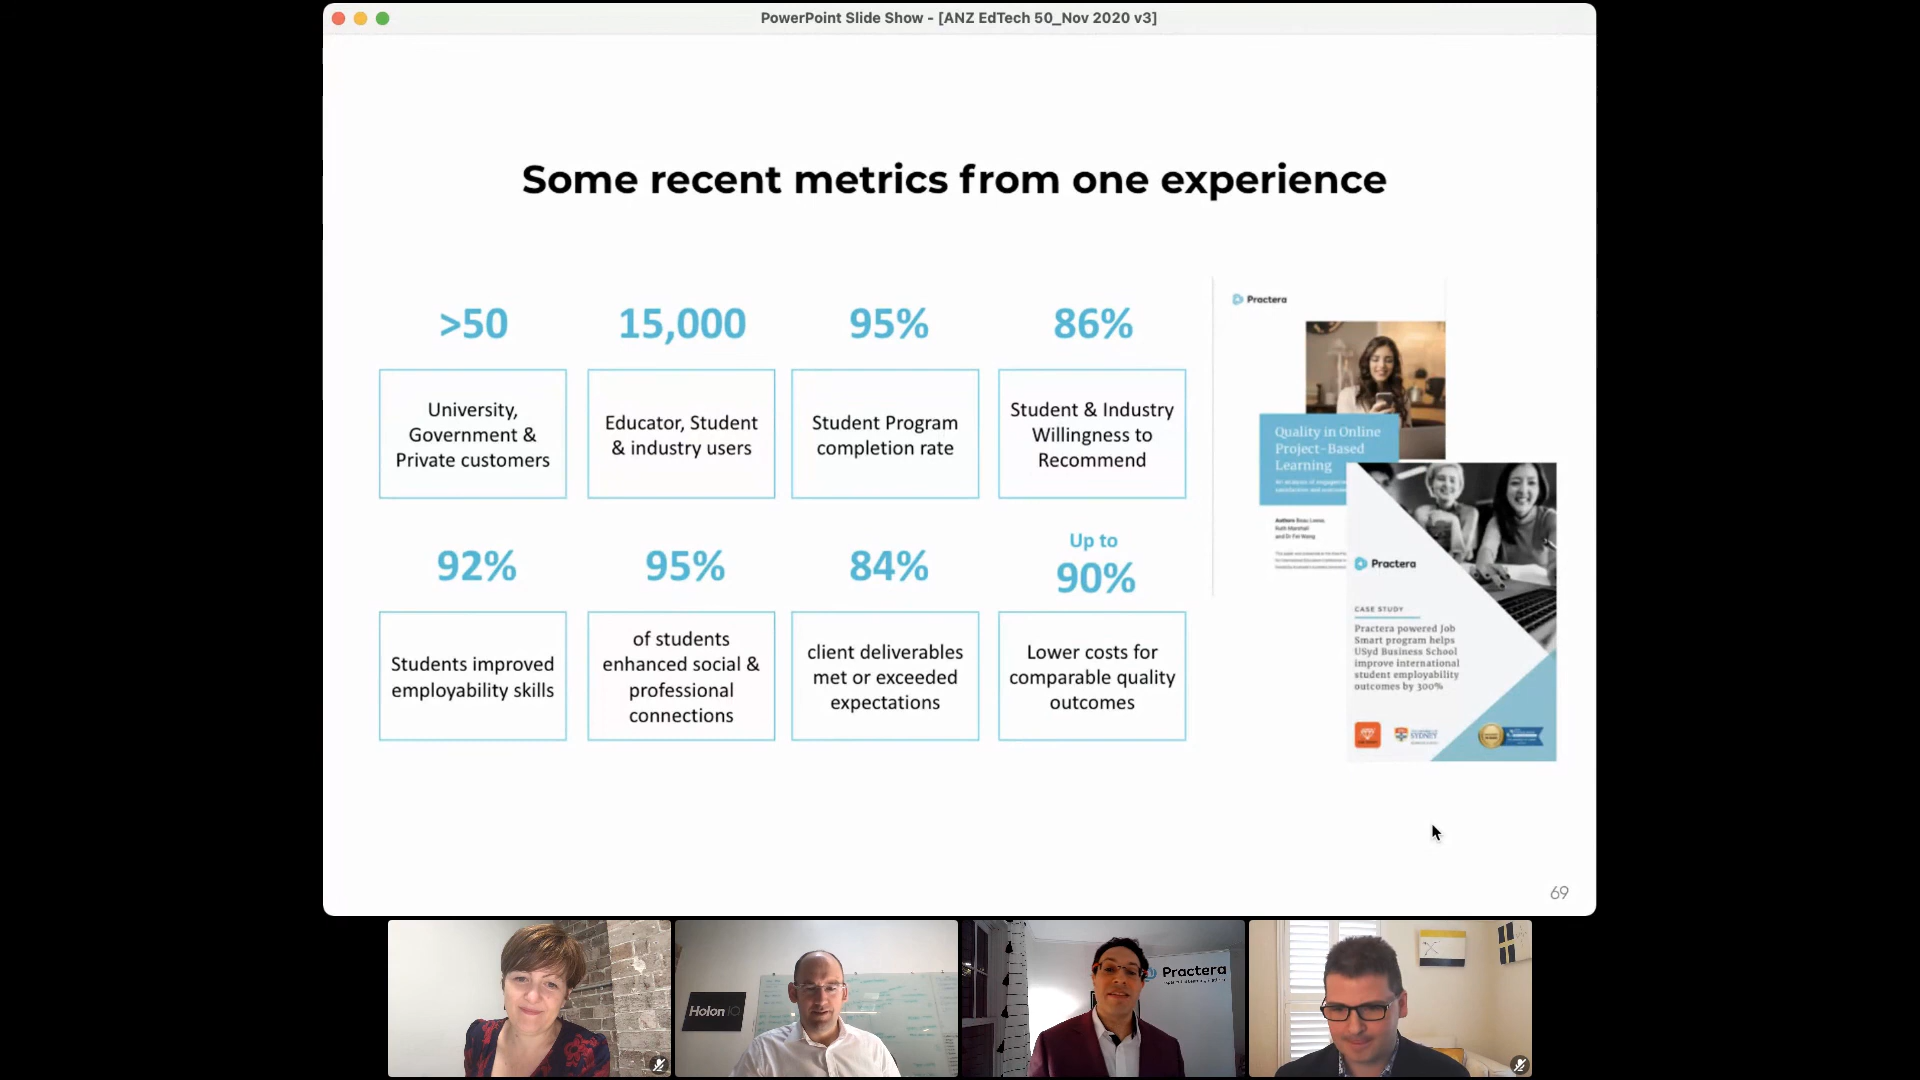 PowerPoint Slide Show - [ANZ EdTech 50_Nov 2020 v3]
Some recent metrics from one experience
>50
University,
Government &
Private customers
15,000
Educator, Student
& industry users
95%
Student Program
completion rate
86%
Student & Industry
Willingness to
Recommend
92%
Students improved
employability skills
95%
of students
enhanced social &
professional
connections
84%
client deliverables
met or exceeded
expectations
Up to
90%
Lower costs for
comparable quality
outcomes
Practera
Quality in Online
Project-Based
Learning
Practera
CASE STUDY
Practera powered Job
Smart program helps
USyd Business School
improve international
student employability
outcomes by 300%
SYDNEY
69
HolonIQ
Practera